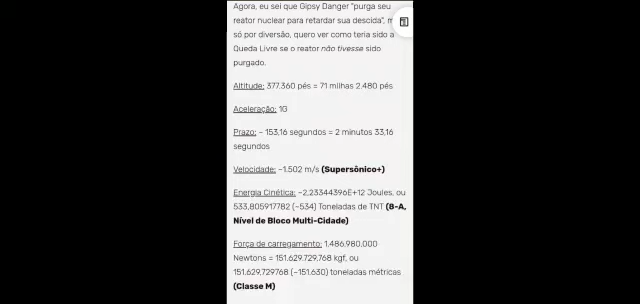 Agora, eu sei que Gipsy Danger "purga seu
reator nuclear para retardar sua descida",
só por diversão, quero ver como teria sido a
Queda Livre se o reator não tivesse sido
purgado.
Altitude: 377.360 pés = 71 milhas 2.480 pés
Aceleração: 1G
Prazo: ~ 153,16 segundos = 2 minutos 33,16
segundos
Velocidade: ~1.502 m/s (Supersônico+)
Energia Cinética: ~2,23344396E+12 Joules, ou
533,805917782 (~534) Toneladas de TNT (8-A,
Nível de Bloco Multi-Cidade)
Força de carregamento: 1,486.980.000
Newtons = 151.629.729.768 kgf, ou
151.629,729768 (~151.630) toneladas métricas
(Classe M)